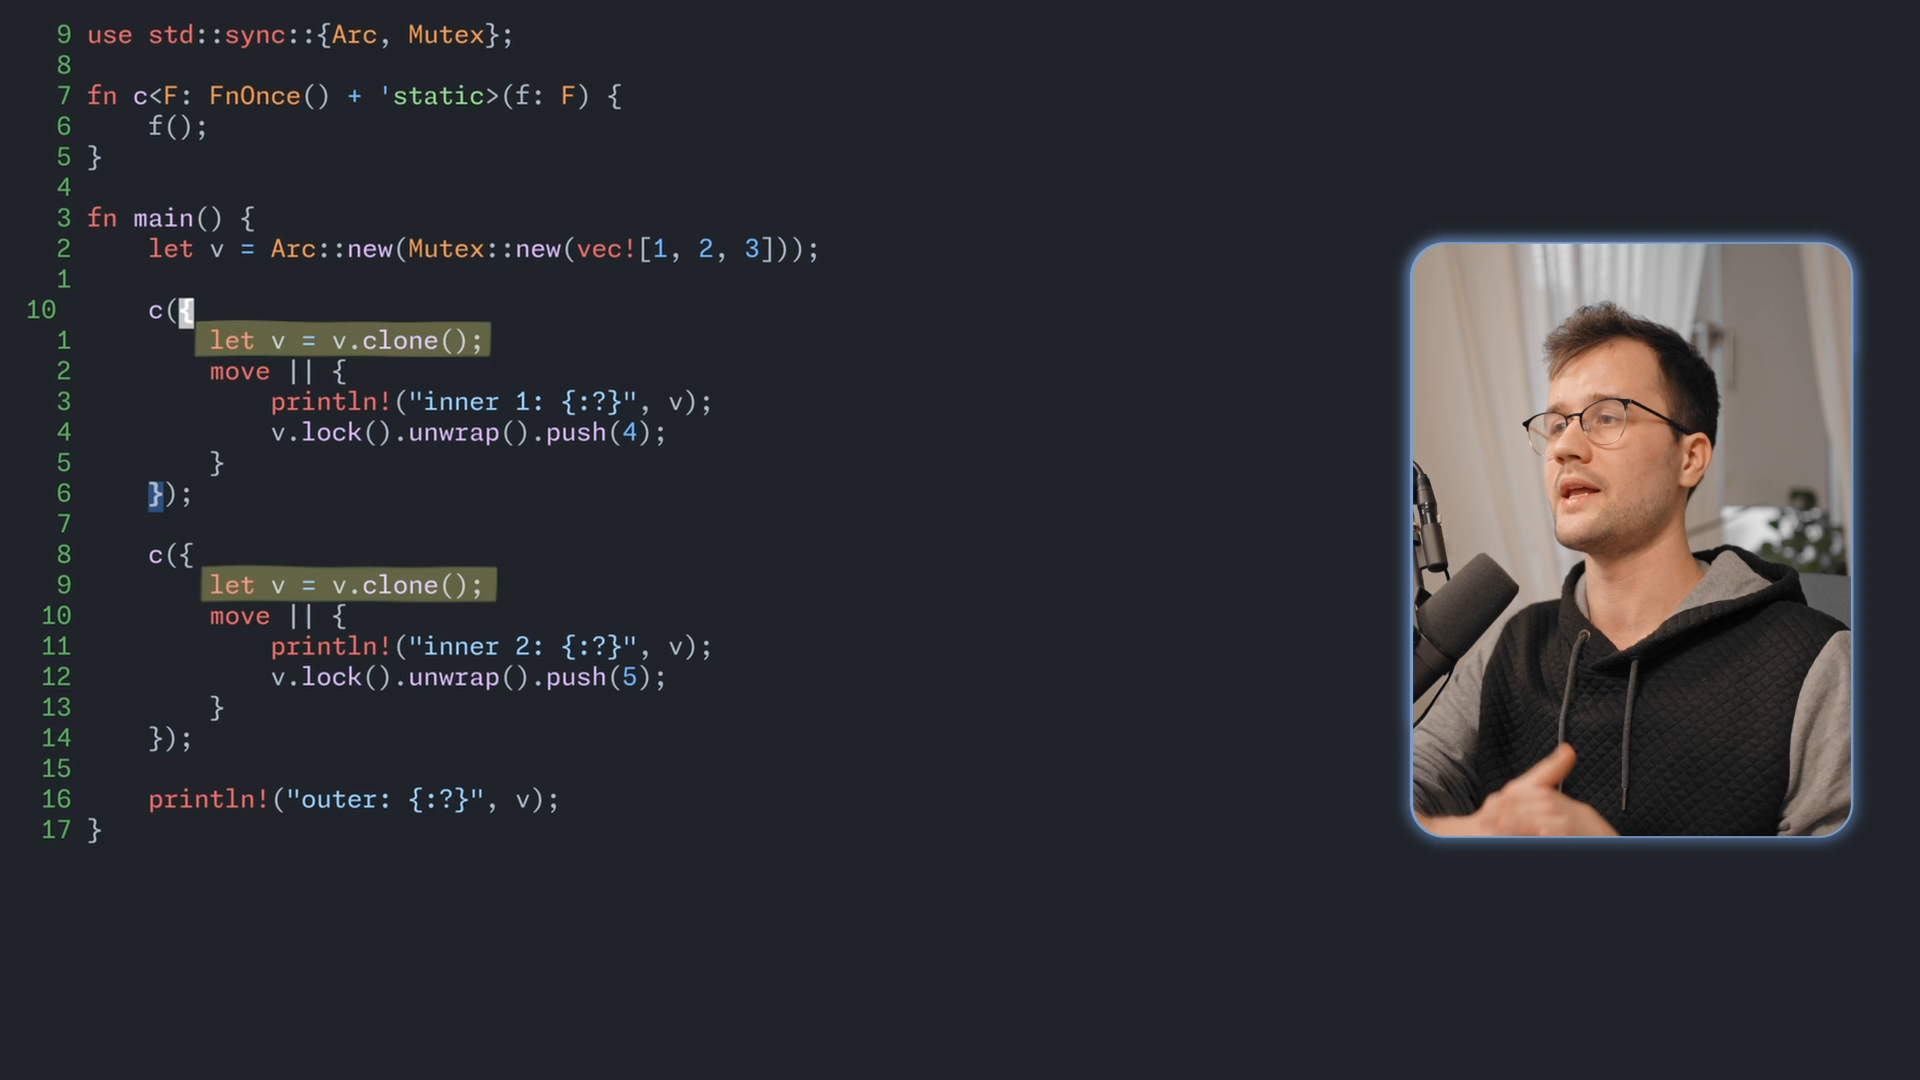 9 use std::sync::{Arc, Mutex};
8
7 fn c<F: FnOnce() + 'static>(f: F) {
6     f();
5 }
4
3 fn main() {
2     let v = Arc::new(Mutex::new(vec![1, 2, 3]));
1
10     c({
1         let v = v.clone();
2         move || {
3             println!("inner 1: {:?}", v);
4             v.lock().unwrap().push(4);
5         }
6     });
7
8     c({
9         let v = v.clone();
10         move || {
11             println!("inner 2: {:?}", v);
12             v.lock().unwrap().push(5);
13         }
14     });
15
16     println!("outer: {:?}", v);
17 }